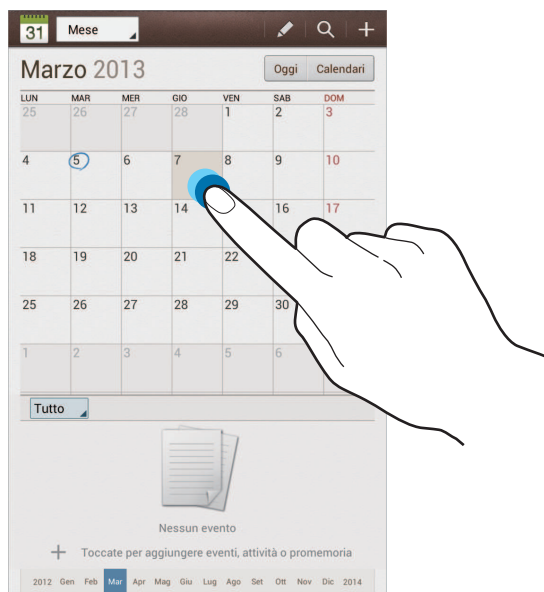 31 Mese
Marzo 2013 Oggi Calendari
LUN MAR MER GIO VEN SAB DOM
25 26 27 28 1 2 3
4 5 6 7 8 9 10
11 12 13 14 16 17
18 19 20 21 22
25 26 27 28 29 30
1 2 3 4 5 6
Tutto
Nessun evento
+ Toccate per aggiungere eventi, attività o promemoria
2012 Gen Feb Mar Apr Mag Giu Lug Ago Set Ott Nov Dic 2014